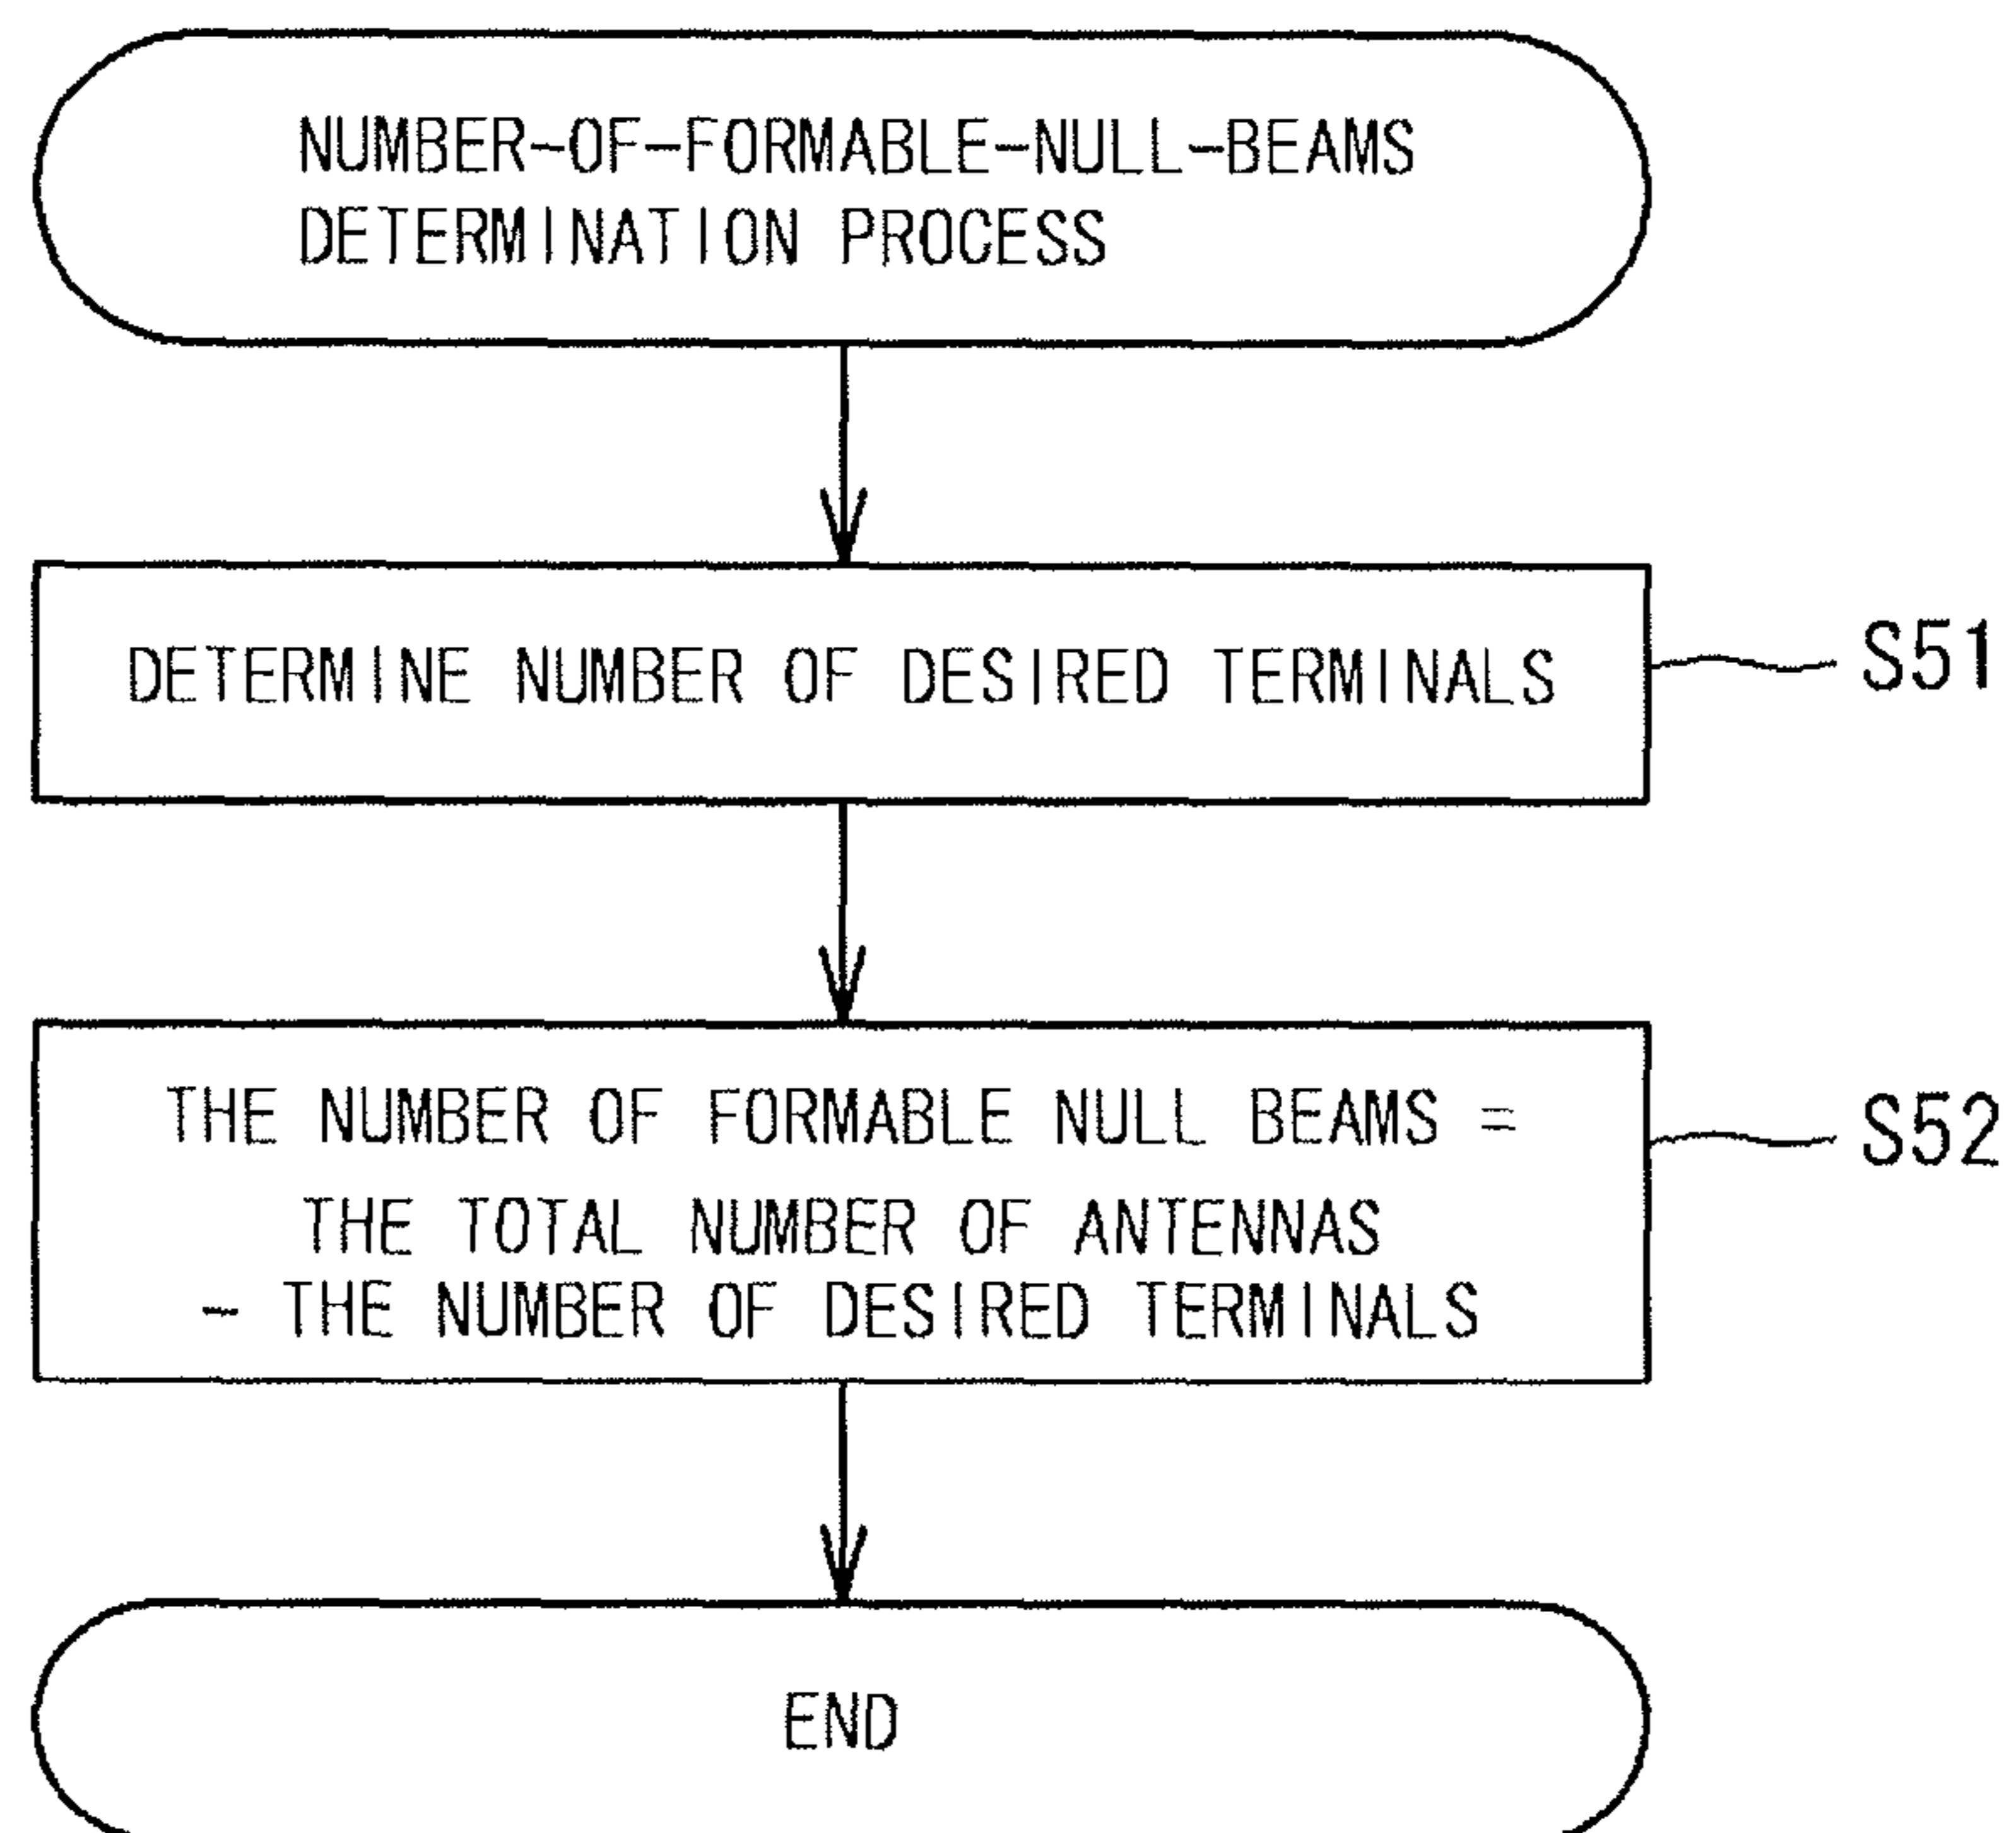 NUMBER-OF-FORMABLE-NULL-BEAMS
DETERMINATION PROCESS
DETERMINE NUMBER OF DESIRED TERMINALS
S51
THE NUMBER OF FORMABLE NULL BEAMS =
THE TOTAL NUMBER OF ANTENNAS
- THE NUMBER OF DESIRED TERMINALS
S52
END